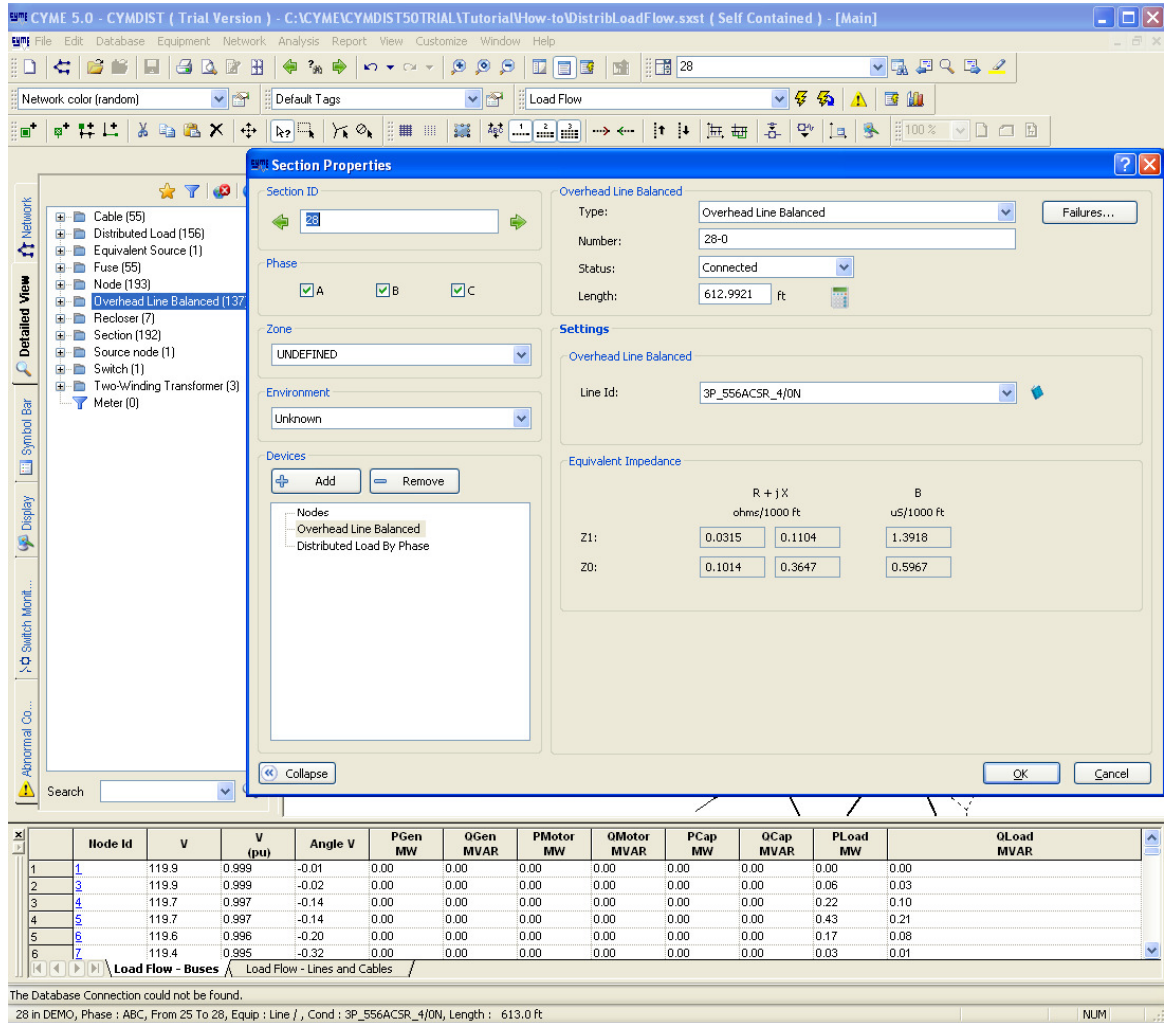 CYME CYME 5.0 - CYMDIST ( Trial Version ) - C:\CYME\CYMDIST50TRIAL\Tutorial\How-to\DistribLoadFlow.sxst ( Self Contained ) - [Main]
CYME File Edit Database Equipment Network Analysis Report View Customize Window Help
28
Network color (random) Default Tags Load Flow
100 %
CYME Section Properties
Network
Detailed View
Symbol Bar
Display
Switch Monit...
Abnormal Co...
Cable (55)
Distributed Load (156)
Equivalent Source (1)
Fuse (55)
Node (193)
Overhead Line Balanced (137
Recloser (7)
Section (192)
Source node (1)
Switch (1)
Two-Winding Transformer (3)
Meter (0)
Search
Section ID
28
Phase
A B C
Zone
UNDEFINED
Environment
Unknown
Devices
Add Remove
Nodes
Overhead Line Balanced
Distributed Load By Phase
Collapse
Overhead Line Balanced
Type: Overhead Line Balanced Failures...
Number: 28-0
Status: Connected
Length: 612.9921 ft
Settings
Overhead Line Balanced
Line Id: 3P_556ACSR_4/0N
Equivalent Impedance
R + jX B
ohms/1000 ft uS/1000 ft
Z1: 0.0315 0.1104 1.3918
Z0: 0.1014 0.3647 0.5967
OK Cancel
Node Id V V (pu) Angle V PGen MW QGen MVAR PMotor MW QMotor MVAR PCap MW QCap MVAR PLoad MW QLoad MVAR
1 1 119.9 0.999 -0.01 0.00 0.00 0.00 0.00 0.00 0.00 0.00 0.00
2 3 119.9 0.999 -0.02 0.00 0.00 0.00 0.00 0.00 0.00 0.06 0.03
3 4 119.7 0.997 -0.14 0.00 0.00 0.00 0.00 0.00 0.00 0.22 0.10
4 5 119.7 0.997 -0.14 0.00 0.00 0.00 0.00 0.00 0.00 0.43 0.21
5 6 119.6 0.996 -0.20 0.00 0.00 0.00 0.00 0.00 0.00 0.17 0.08
6 7 119.4 0.995 -0.32 0.00 0.00 0.00 0.00 0.00 0.00 0.03 0.01
Load Flow - Buses Load Flow - Lines and Cables
The Database Connection could not be found.
28 in DEMO, Phase : ABC, From 25 To 28, Equip : Line / , Cond : 3P_556ACSR_4/0N, Length : 613.0 ft NUM